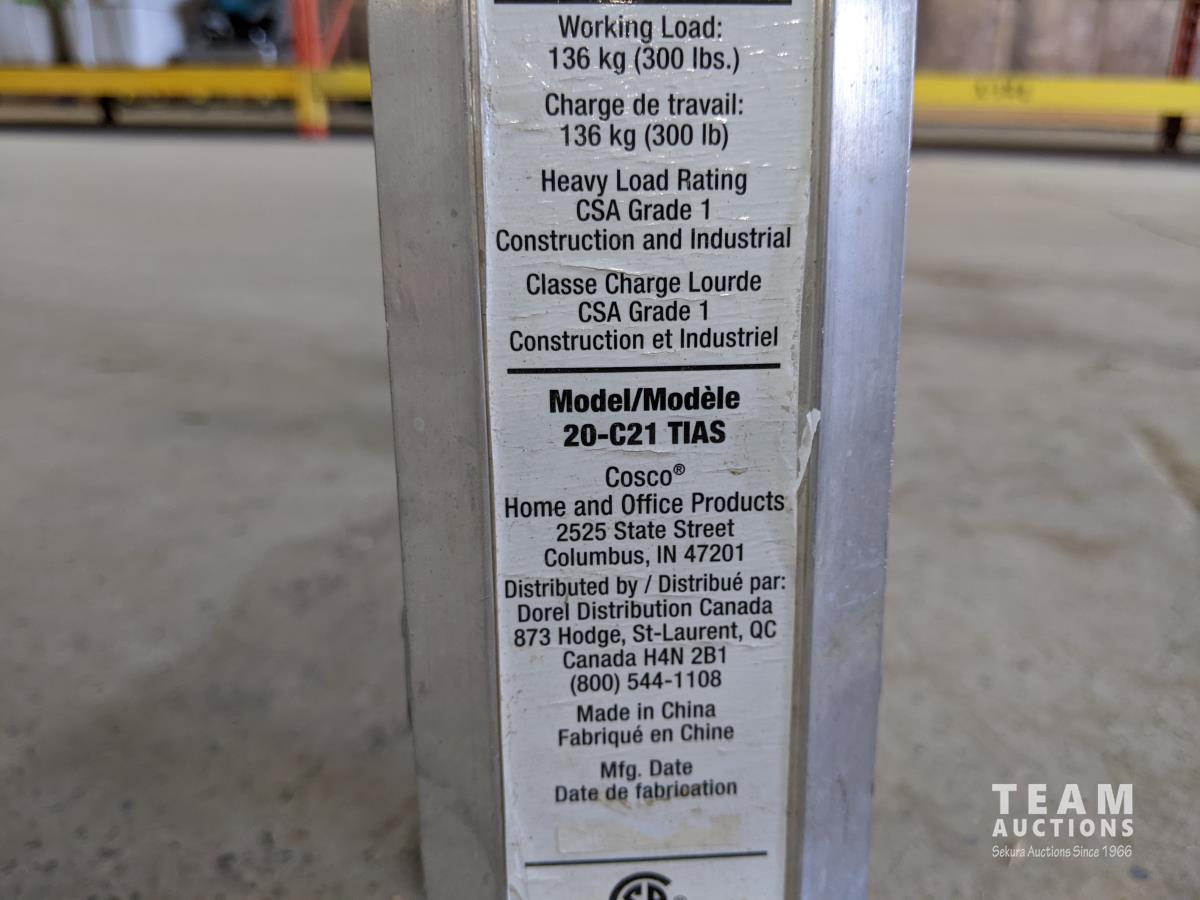 Working Load:
136 kg (300 lbs.)
Charge de travail:
136 kg (300 lb)
Heavy Load Rating
CSA Grade 1
Construction and Industrial
Classe Charge Lourde
CSA Grade 1
Construction et Industriel
Model/Modèle
20-C21 TIAS
Cosco®
Home and Office Products
2525 State Street
Columbus, IN 47201
Distributed by / Distribué par:
Dorel Distribution Canada
873 Hodge, St-Laurent, QC
Canada H4N 2B1
(800) 544-1108
Made in China
Fabriqué en Chine
Mfg. Date
Date de fabrication
TEAM
AUCTIONS
Sekura Auctions Since 1966